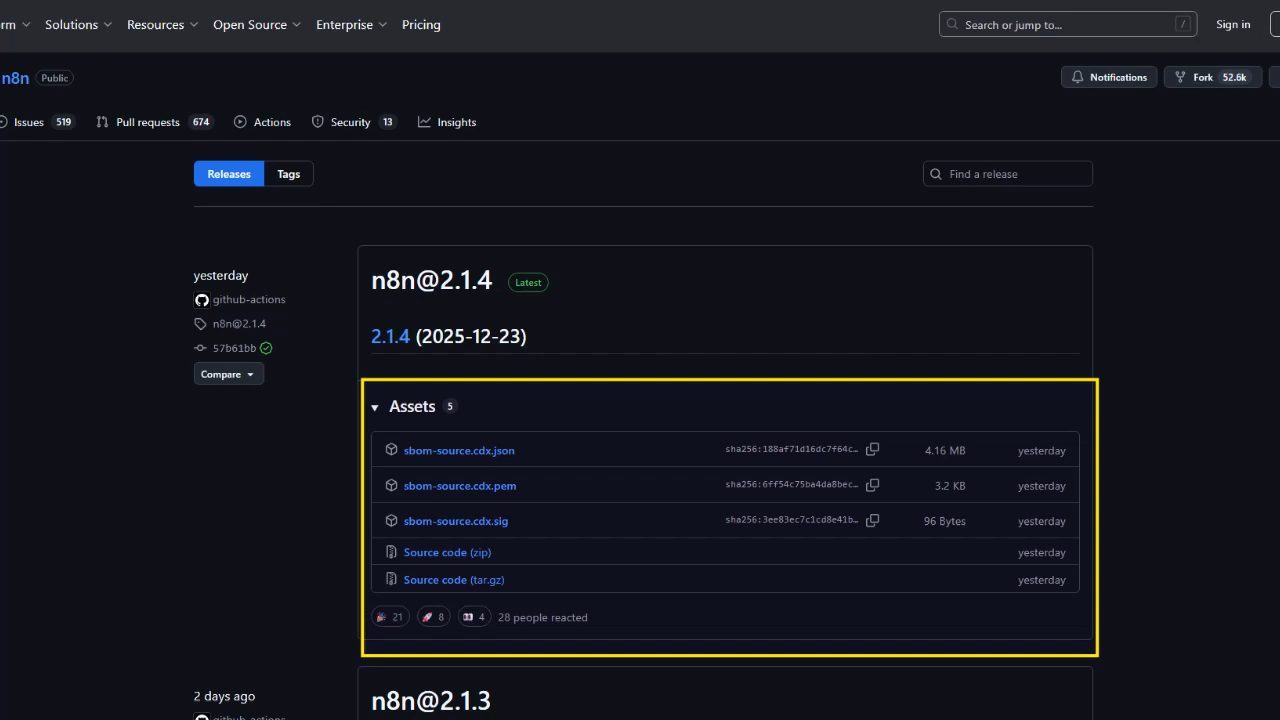 rm Solutions Resources Open Source Enterprise Pricing Search or jump to... / Sign in
n8n Public Notifications Fork 52.6k
Issues 519 Pull requests 674 Actions Security 13 Insights
Releases Tags Find a release
yesterday
github-actions
n8n@2.1.4
57b61bb
Compare
n8n@2.1.4 Latest
2.1.4 (2025-12-23)
Assets 5
sbom-source.cdx.json sha256:188af71d16dc7f64c… 4.16 MB yesterday
sbom-source.cdx.pem sha256:6ff54c75ba4da8bec… 3.2 KB yesterday
sbom-source.cdx.sig sha256:3ee83ec7c1cd8e41b… 96 Bytes yesterday
Source code (zip) yesterday
Source code (tar.gz) yesterday
21 8 4 28 people reacted
2 days ago
github-actions
n8n@2.1.3